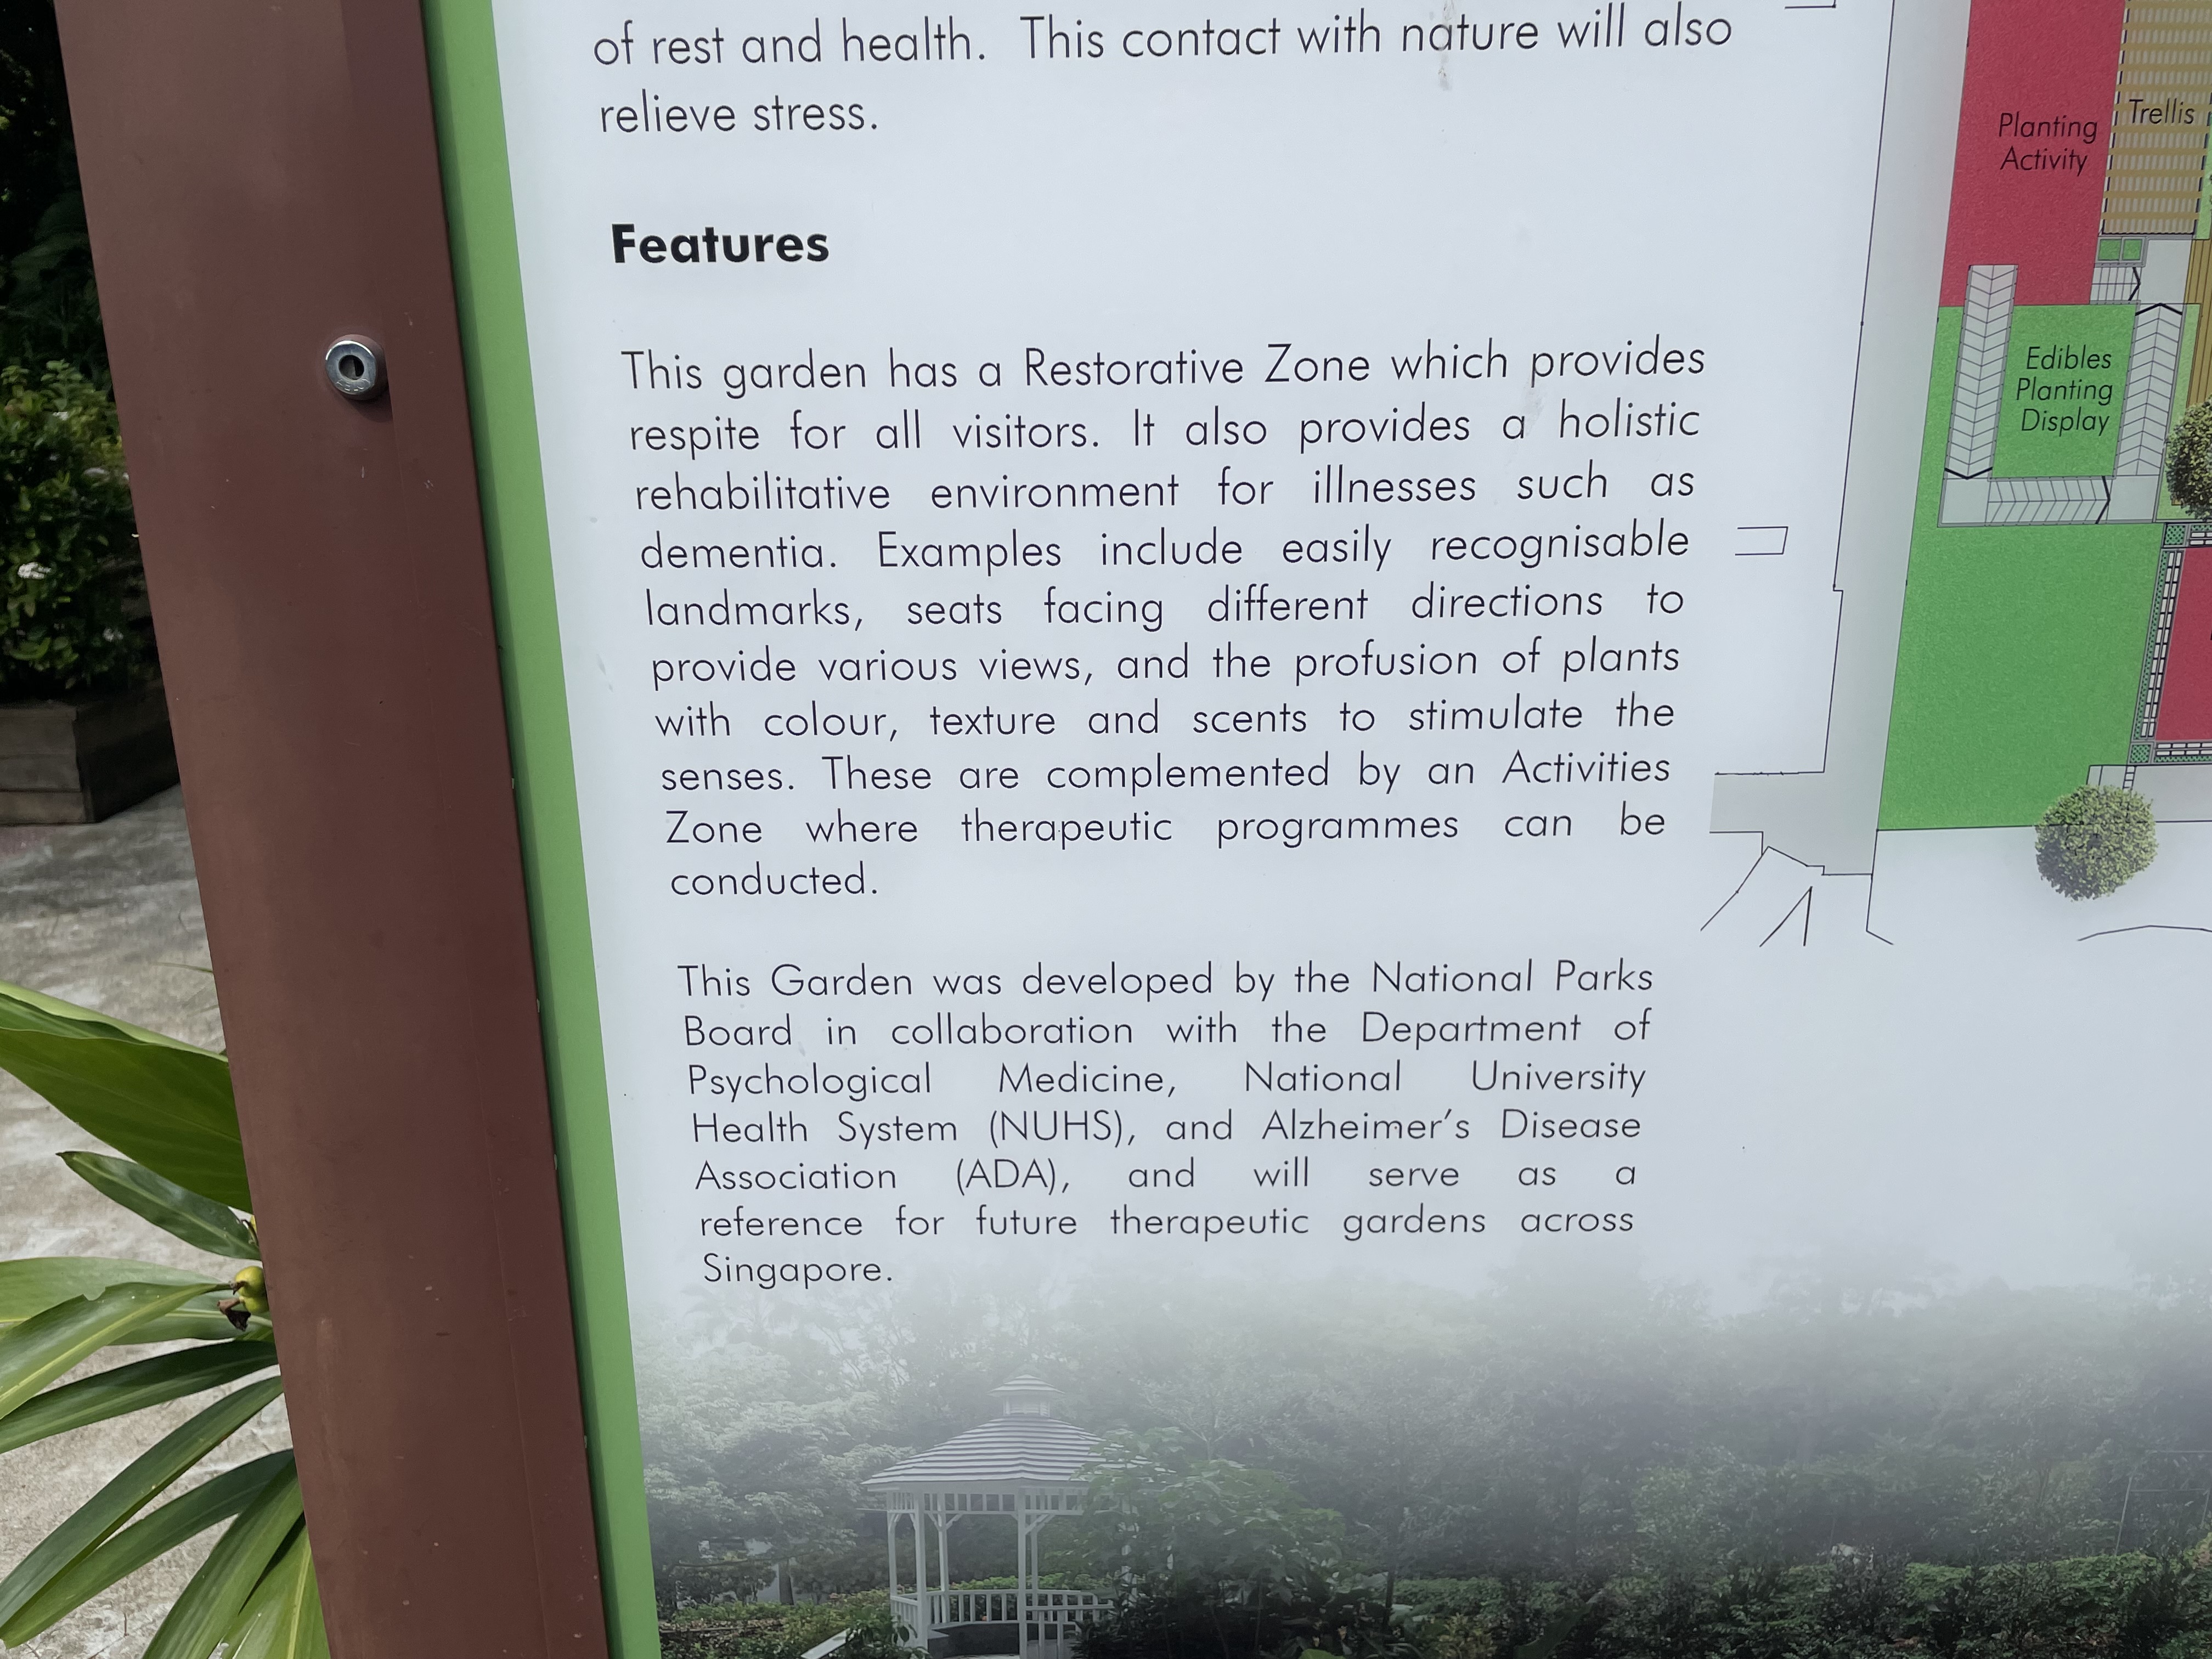 of rest and health. This contact with nature will also
relieve stress.
Features
This garden has a Restorative Zone which provides
respite for all visitors. It also provides a holistic
rehabilitative environment for illnesses such as
dementia. Examples include easily recognisable
landmarks, seats facing different directions to
provide various views, and the profusion of plants
with colour, texture and scents to stimulate the
senses. These are complemented by an Activities
Zone where therapeutic programmes can be
conducted.
This Garden was developed by the National Parks
Board in collaboration with the Department of
Psychological Medicine, National University
Health System (NUHS), and Alzheimer's Disease
Association (ADA), and will serve as a
reference for future therapeutic gardens across
Singapore.
Planting
Activity
Trellis
Edibles
Planting
Display